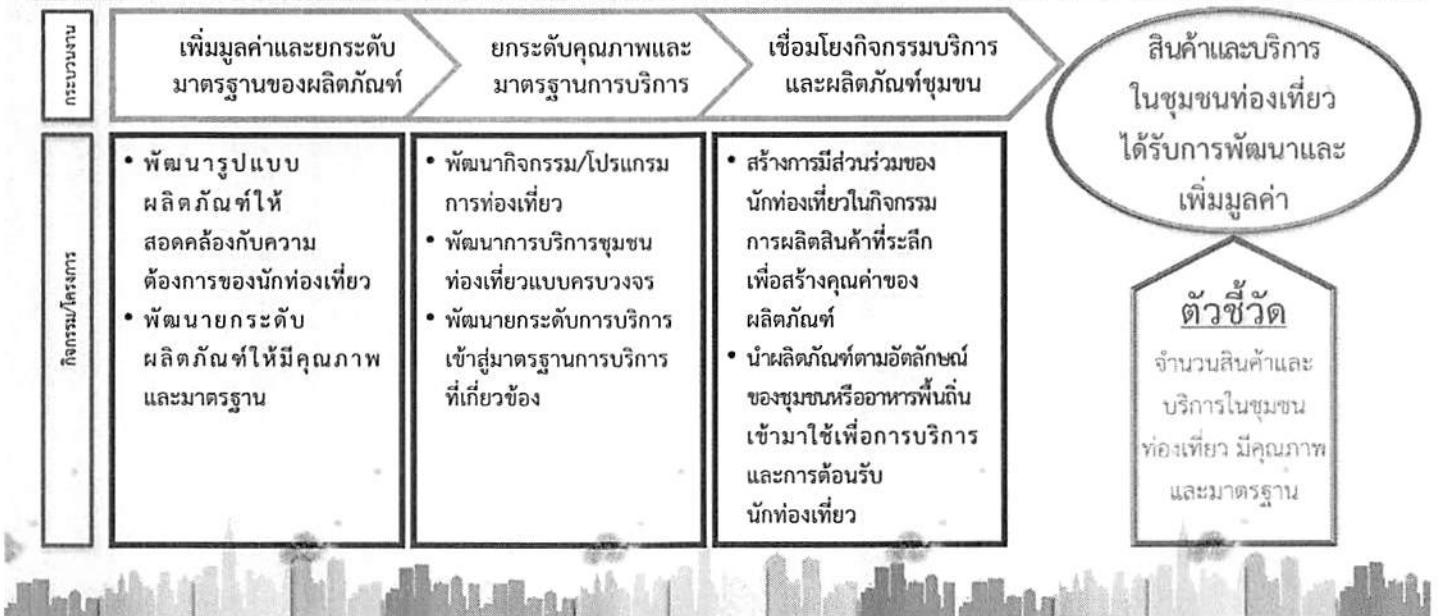 กระบวนงาน
เพิ่มมูลค่าและยกระดับ
มาตรฐานของผลิตภัณฑ์
ยกระดับคุณภาพและ
มาตรฐานการบริการ
เชื่อมโยงกิจกรรมบริการ
และผลิตภัณฑ์ชุมชน
สินค้าและบริการ
ในชุมชนท่องเที่ยว
ได้รับการพัฒนาและ
เพิ่มมูลค่า
กิจกรรม/โครงการ
• พัฒนารูปแบบ
ผลิตภัณฑ์ให้
สอดคล้องกับความ
ต้องการของนักท่องเที่ยว
• พัฒนายกระดับ
ผลิตภัณฑ์ให้มีคุณภาพ
และมาตรฐาน
• พัฒนากิจกรรม/โปรแกรม
การท่องเที่ยว
• พัฒนาการบริการชุมชน
ท่องเที่ยวแบบครบวงจร
• พัฒนายกระดับการบริการ
เข้าสู่มาตรฐานการบริการ
ที่เกี่ยวข้อง
• สร้างการมีส่วนร่วมของ
นักท่องเที่ยวในกิจกรรม
การผลิตสินค้าที่ระลึก
เพื่อสร้างคุณค่าของ
ผลิตภัณฑ์
• นำผลิตภัณฑ์ตามอัตลักษณ์
ของชุมชนหรืออาหารพื้นถิ่น
เข้ามาใช้เพื่อการบริการ
และการต้อนรับ
นักท่องเที่ยว
ตัวชี้วัด
จำนวนสินค้าและ
บริการในชุมชน
ท่องเที่ยว มีคุณภาพ
และมาตรฐาน